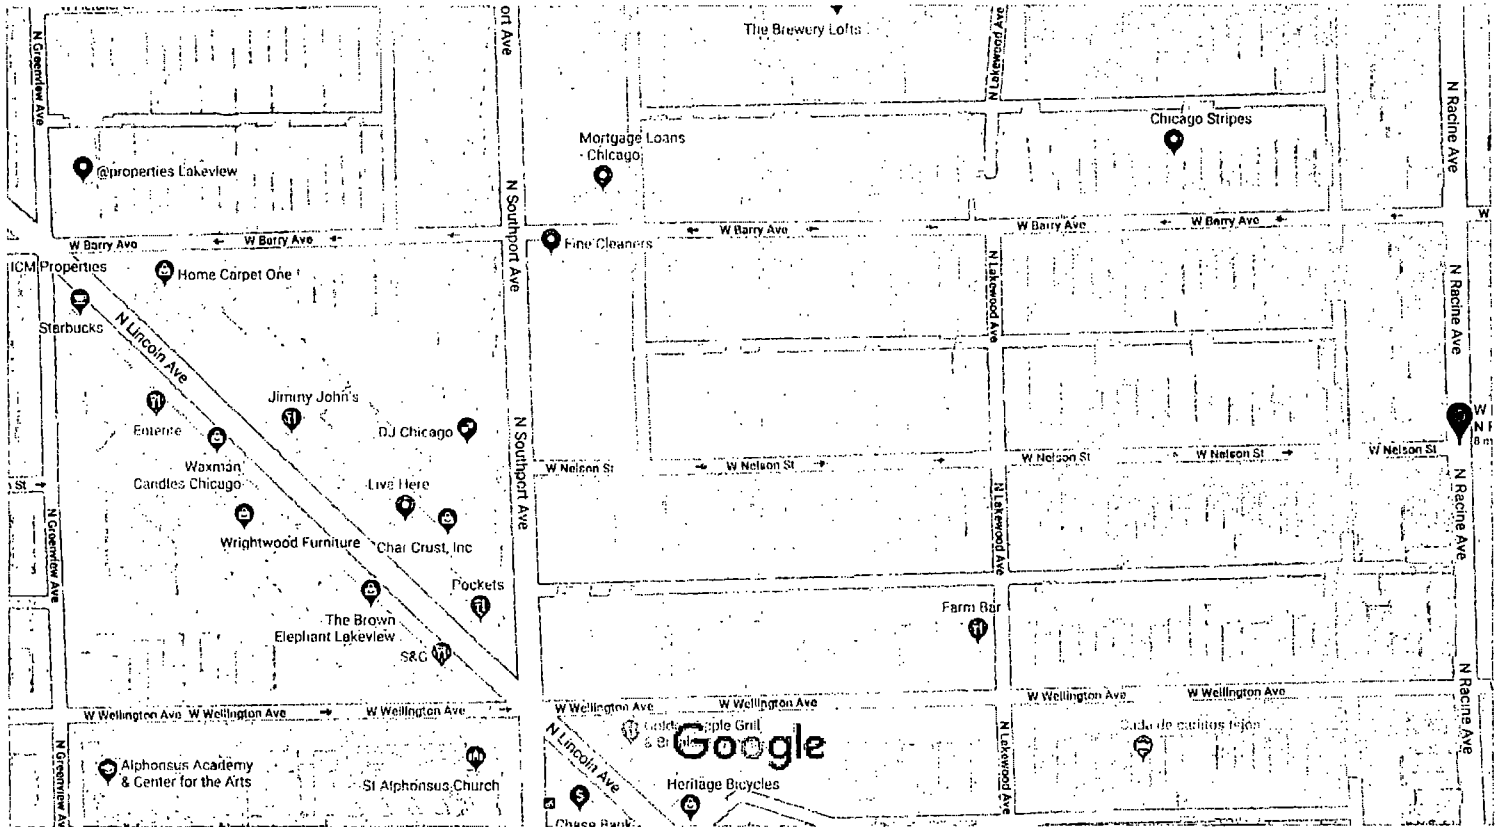 ort Ave
N Greenview Ave
The Brewery Lofts
N Lakewood Ave
N Racine Ave
Chicago Stripes
Mortgage Loans
- Chicago
@properties Lakeview
N Southport Ave
W Barry Ave
W Barry Ave
Fine Cleaners
W Barry Ave
W Barry Ave
W Barry Ave
W
ICM Properties
Home Carpet One
Starbucks
N Lincoln Ave
N Lakewood Ave
N Racine Ave
Jimmy John's
DJ Chicago
Waxman
Candles Chicago
N Southport Ave
W Nelson St
W Nelson St
W Nelson St
W Nelson St
W Nelson St
St
Live Here
Wrightwood Furniture
Char Crust, Inc
N Greenview Ave
N Lakewood Ave
N Racine Ave
Pockets
Farm Bar
The Brown
Elephant Lakeview
S&G
W Wellington Ave
W Wellington Ave
W Wellington Ave
W Wellington Ave
W Wellington Ave
W Wellington Ave
W Wellington Ave
N Racine Ave
N Lincoln Ave
Google
N Lakewood Ave
N Greenview Av
Alphonsus Academy
& Center for the Arts
St Alphonsus Church
Heritage Bicycles
Chase Bank